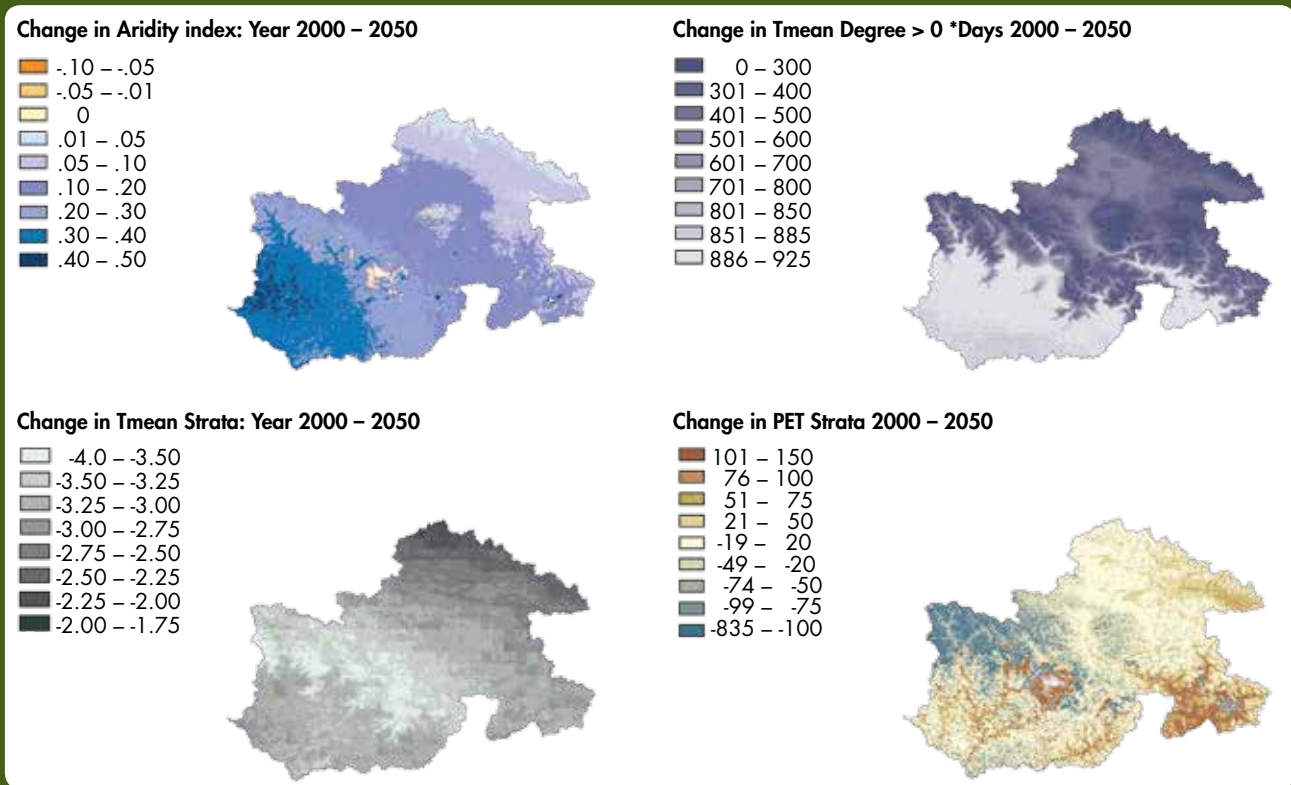 Change in Aridity index: Year 2000 – 2050
-.10 – -.05
-.05 – -.01
0
.01 – .05
.05 – .10
.10 – .20
.20 – .30
.30 – .40
.40 – .50
Change in Tmean Degree > 0 *Days 2000 – 2050
0 – 300
301 – 400
401 – 500
501 – 600
601 – 700
701 – 800
801 – 850
851 – 885
886 – 925
Change in Tmean Strata: Year 2000 – 2050
-4.0 – -3.50
-3.50 – -3.25
-3.25 – -3.00
-3.00 – -2.75
-2.75 – -2.50
-2.50 – -2.25
-2.25 – -2.00
-2.00 – -1.75
Change in PET Strata 2000 – 2050
101 – 150
76 – 100
51 – 75
21 – 50
-19 – 20
-49 – -20
-74 – -50
-99 – -75
-835 – -100